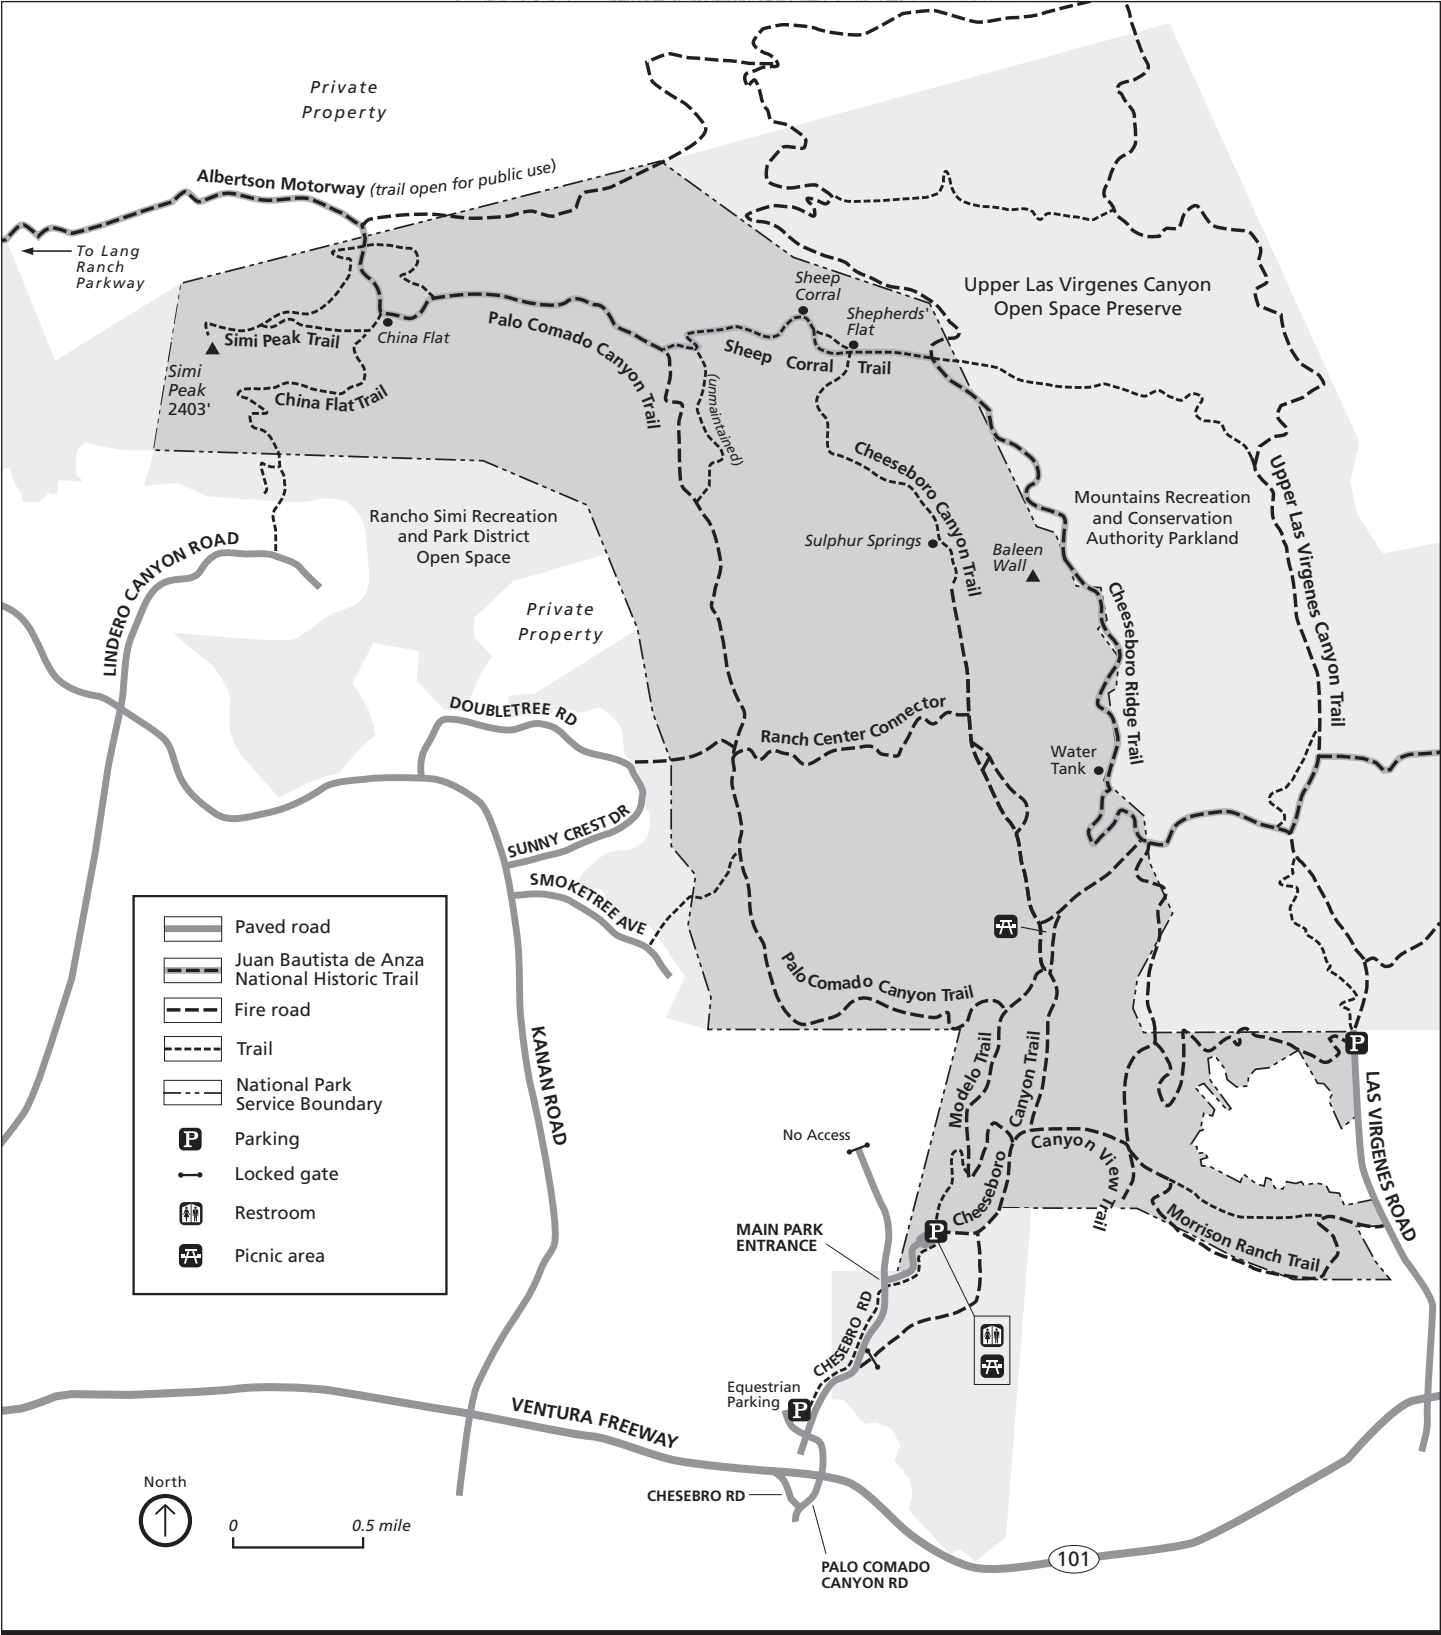 Private
Property
Albertson Motorway (trail open for public use)
To Lang
Ranch
Parkway
Sheep
Corral
Upper Las Virgenes Canyon
Open Space Preserve
Shepherds'
Flat
Palo Comado Canyon Trail
China Flat
Simi Peak Trail
Sheep Corral Trail
Simi
Peak
2403'
China Flat Trail
(unmaintained)
Cheeseboro Canyon Trail
Upper Las Virgenes Canyon Trail
Mountains Recreation
and Conservation
Authority Parkland
Rancho Simi Recreation
and Park District
Open Space
LINDERO CANYON ROAD
Sulphur Springs
Baleen
Wall
Cheeseboro Ridge Trail
Private
Property
DOUBLETREE RD
Ranch Center Connector
Water
Tank
SUNNY CREST DR
SMOKETREE AVE
Palo Comado Canyon Trail
Paved road
Juan Bautista de Anza
National Historic Trail
Fire road
Trail
National Park
Service Boundary
P Parking
Locked gate
Restroom
Picnic area
KANAN ROAD
Modelo Trail
Cheeseboro Canyon Trail
P
LAS VIRGENES ROAD
No Access
Canyon View Trail
Morrison Ranch Trail
MAIN PARK
ENTRANCE
P
CHESEBRO RD
Equestrian
Parking
P
VENTURA FREEWAY
North
0 0.5 mile
CHESEBRO RD
PALO COMADO
CANYON RD
101